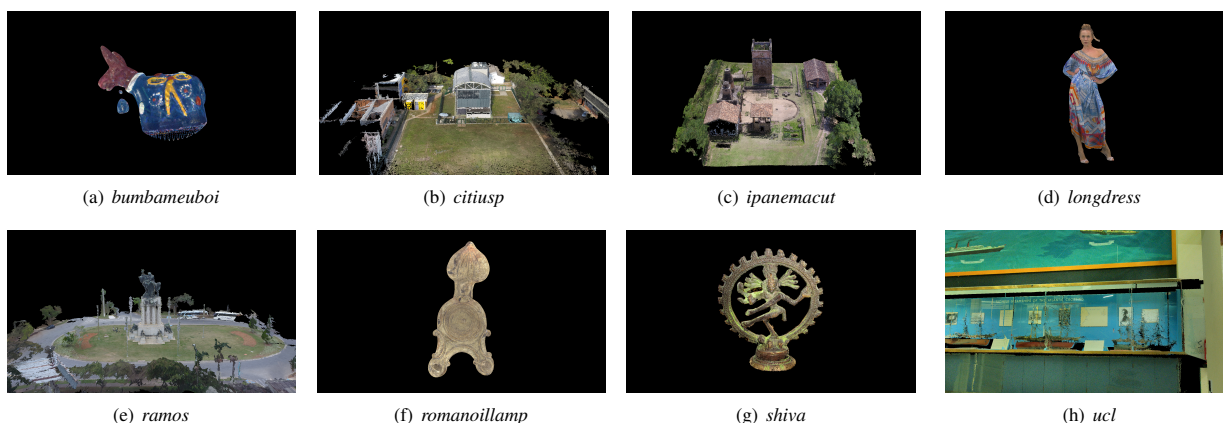 (a) bumbameuboi
(b) citiusp
(c) ipanemacut
(d) longdress
(e) ramos
(f) romanoillamp
(g) shiva
(h) ucl